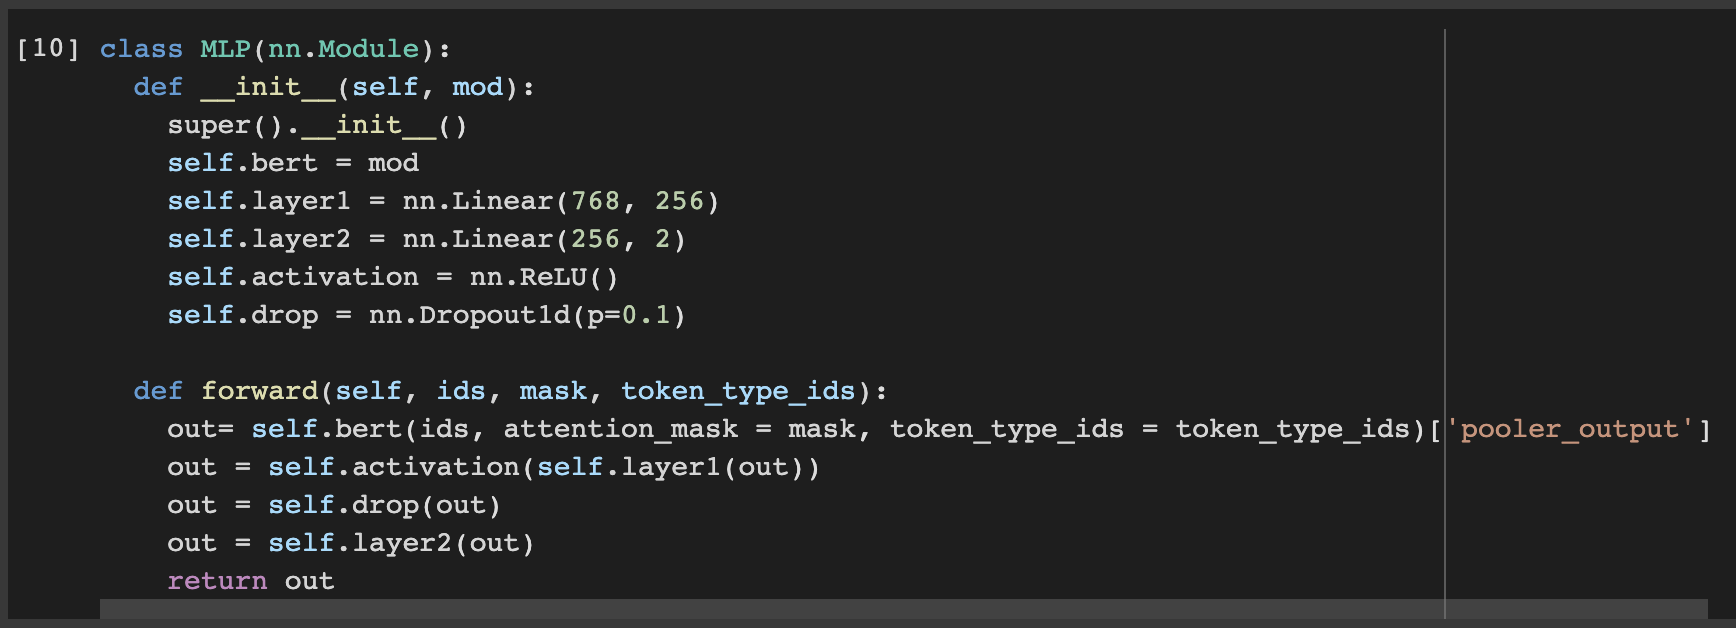 [10] class MLP(nn.Module):
  def __init__(self, mod):
    super().__init__()
    self.bert = mod
    self.layer1 = nn.Linear(768, 256)
    self.layer2 = nn.Linear(256, 2)
    self.activation = nn.ReLU()
    self.drop = nn.Dropout1d(p=0.1)

  def forward(self, ids, mask, token_type_ids):
    out= self.bert(ids, attention_mask = mask, token_type_ids = token_type_ids)['pooler_output']
    out = self.activation(self.layer1(out))
    out = self.drop(out)
    out = self.layer2(out)
    return out